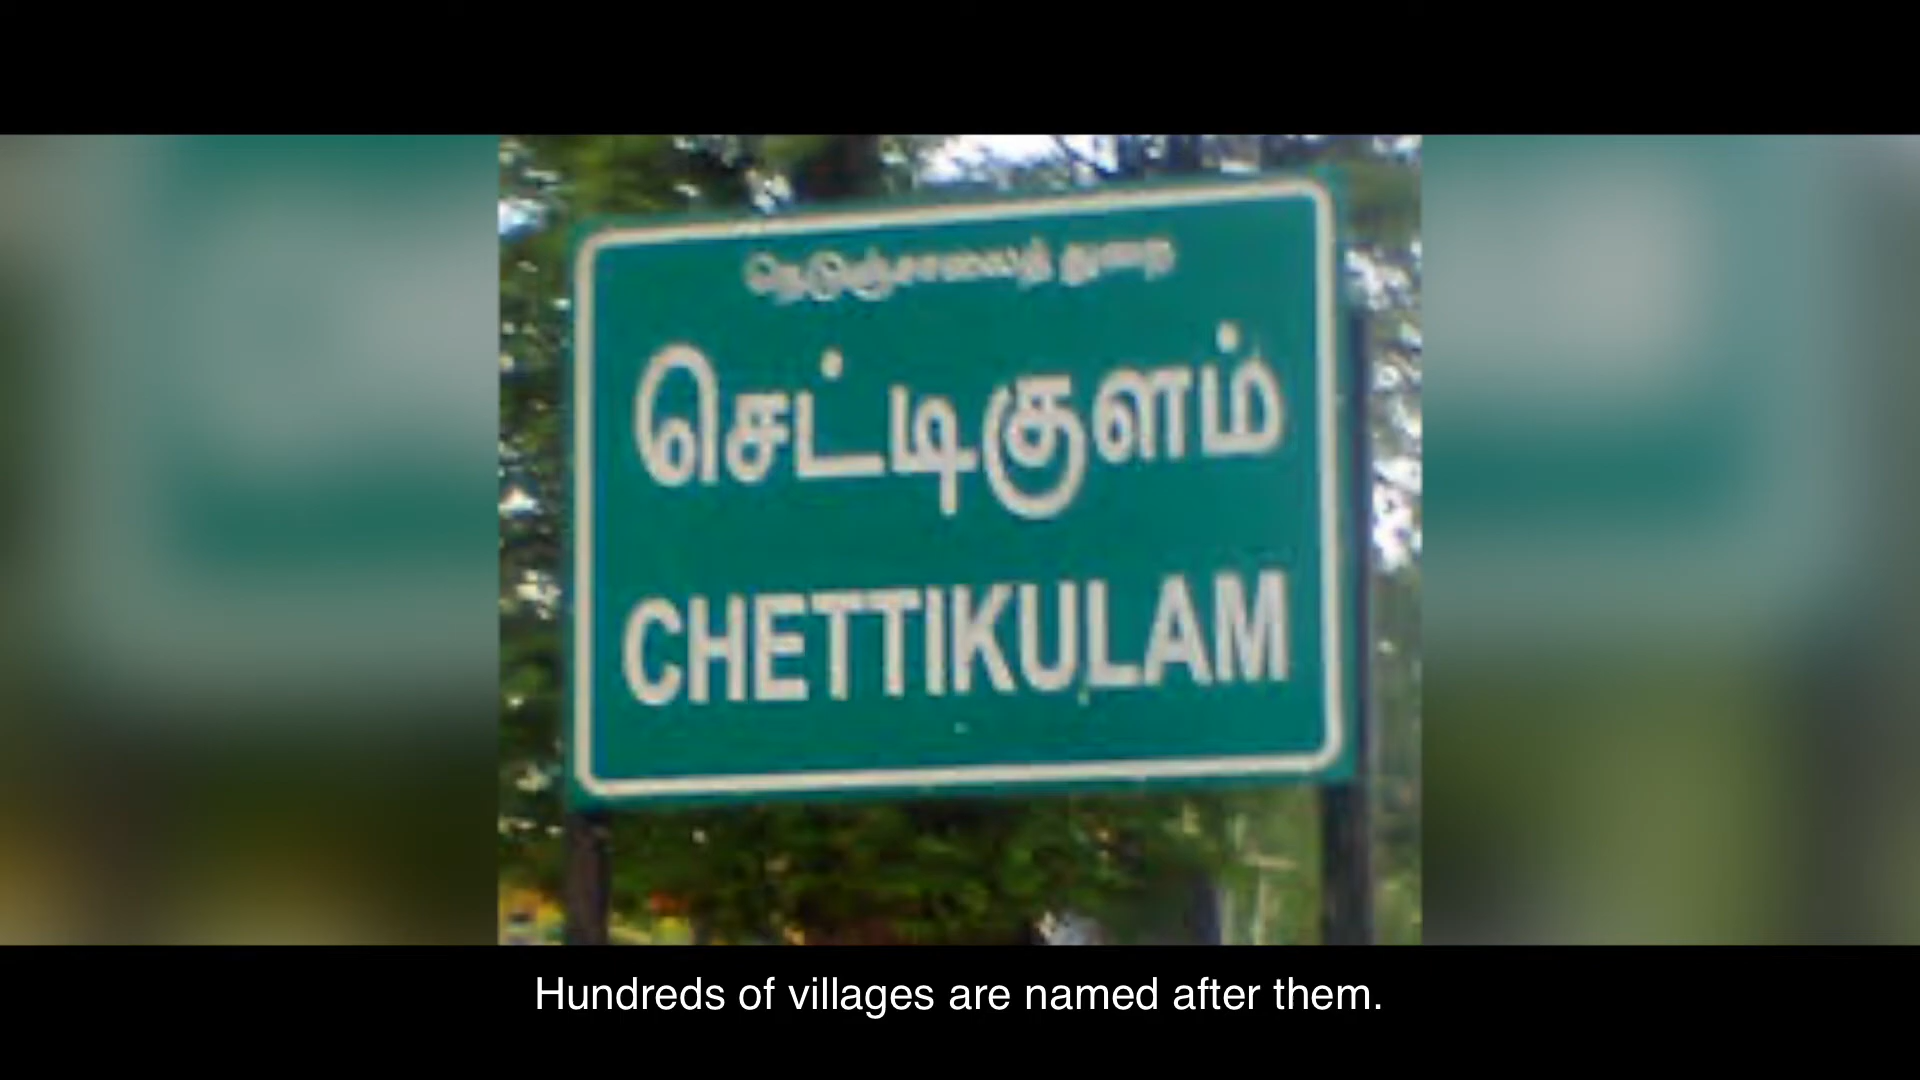 நெடுஞ்சாலைத் துறை
செட்டிகுளம்
CHETTIKULAM
Hundreds of villages are named after them.